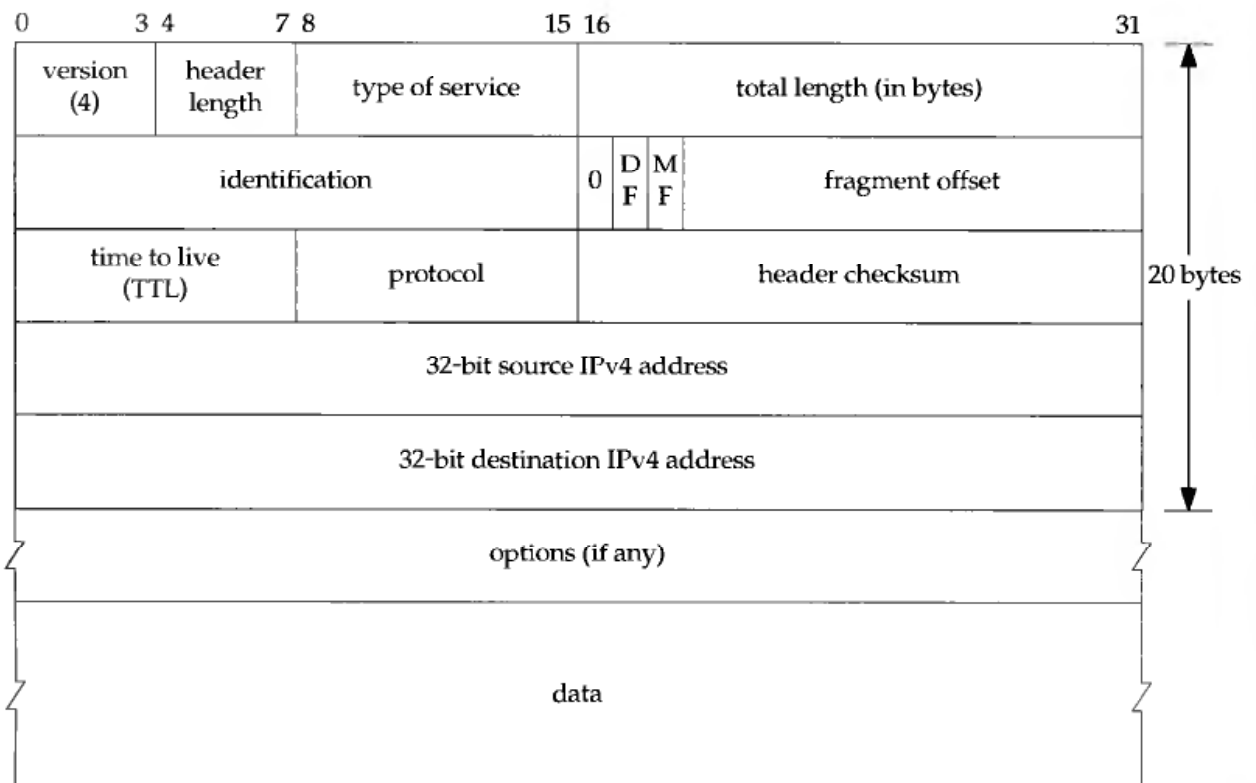 0 3 4 7 8 15 16 31
version header type of service total length (in bytes)
(4) length
identification 0 D M fragment offset
F F
time to live protocol header checksum
(TTL)
20 bytes
32-bit source IPv4 address
32-bit destination IPv4 address
options (if any)
data